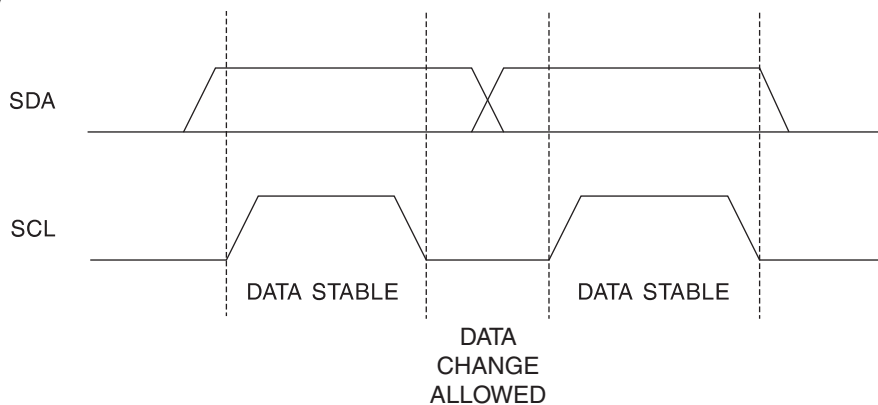 SDA
SCL
DATA STABLE
DATA STABLE
DATA
CHANGE
ALLOWED